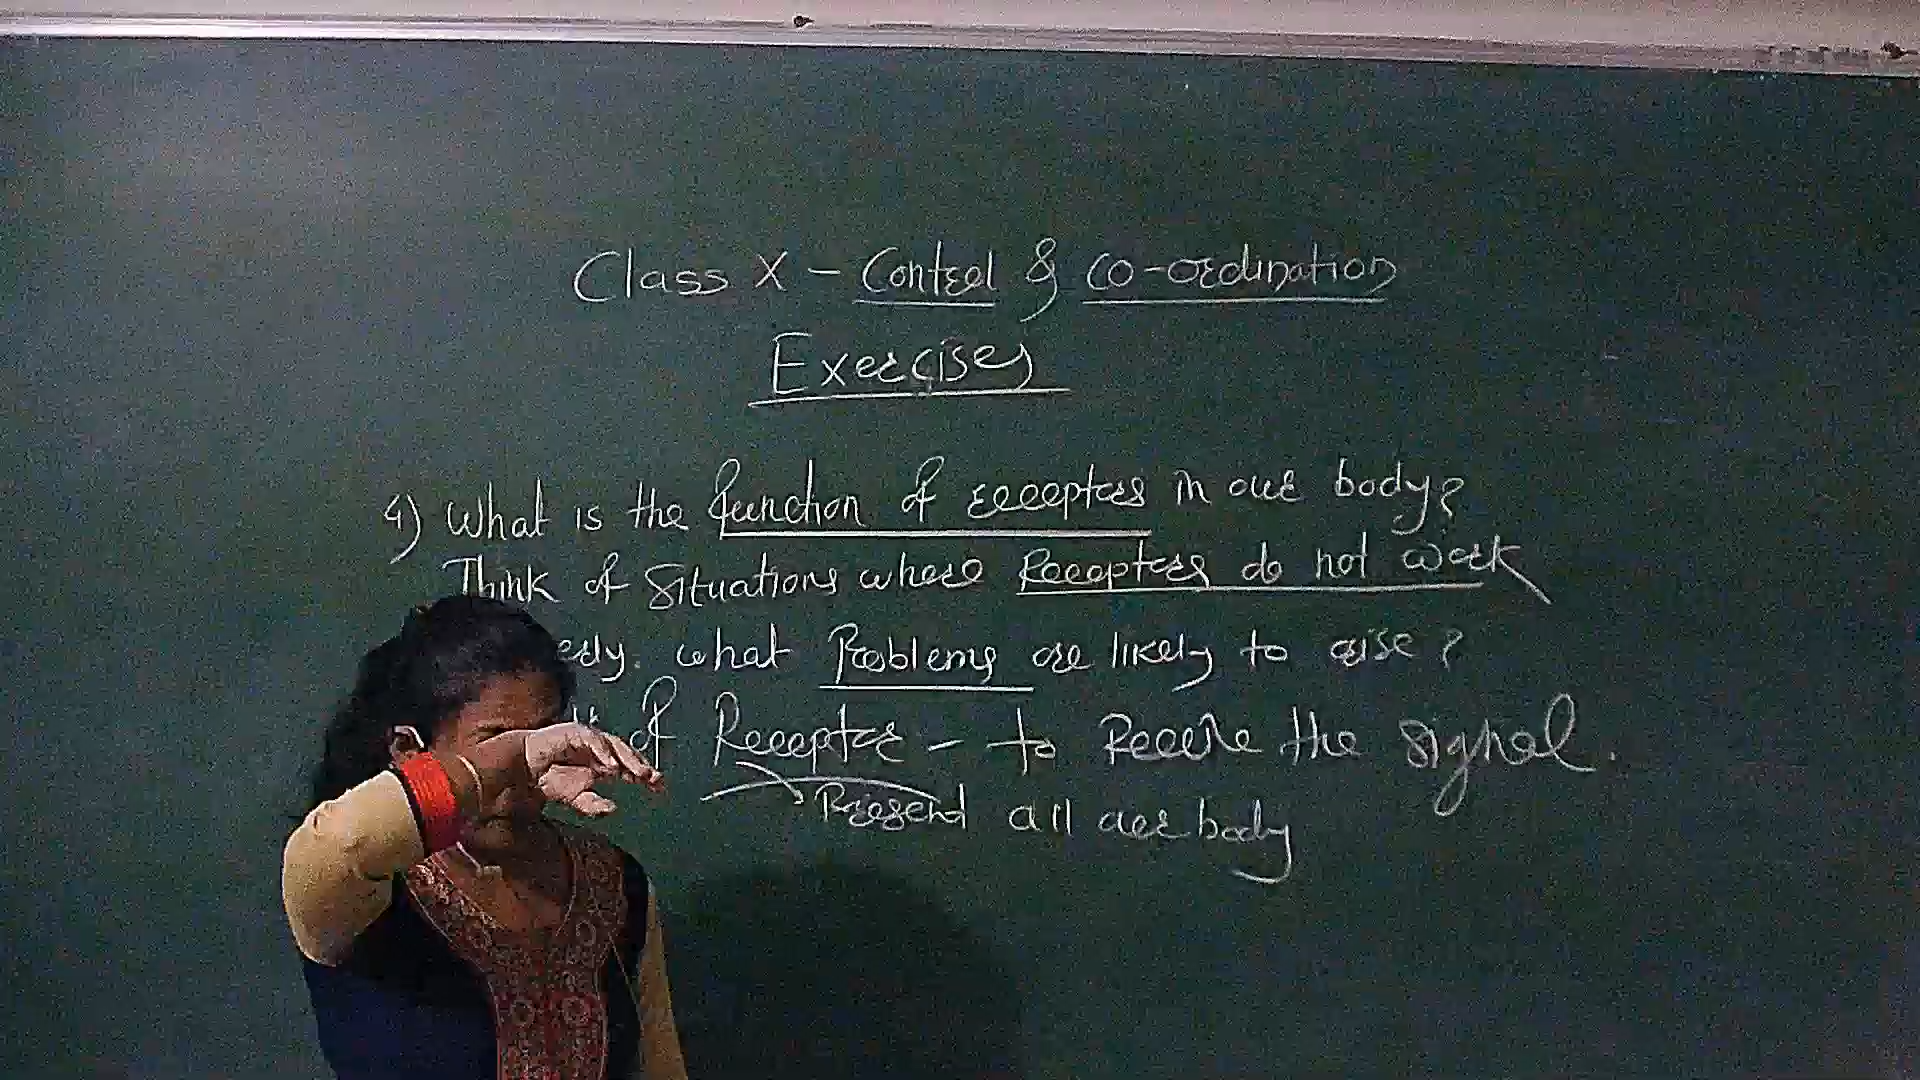 Class X - Control & Co-ordination
Exercises
4) What is the function of receptors in our body?
Think of situations where Receptors do not work
erly. what Problems are likely to arise?
of Receptor - to Receive the signal.
Present all our body